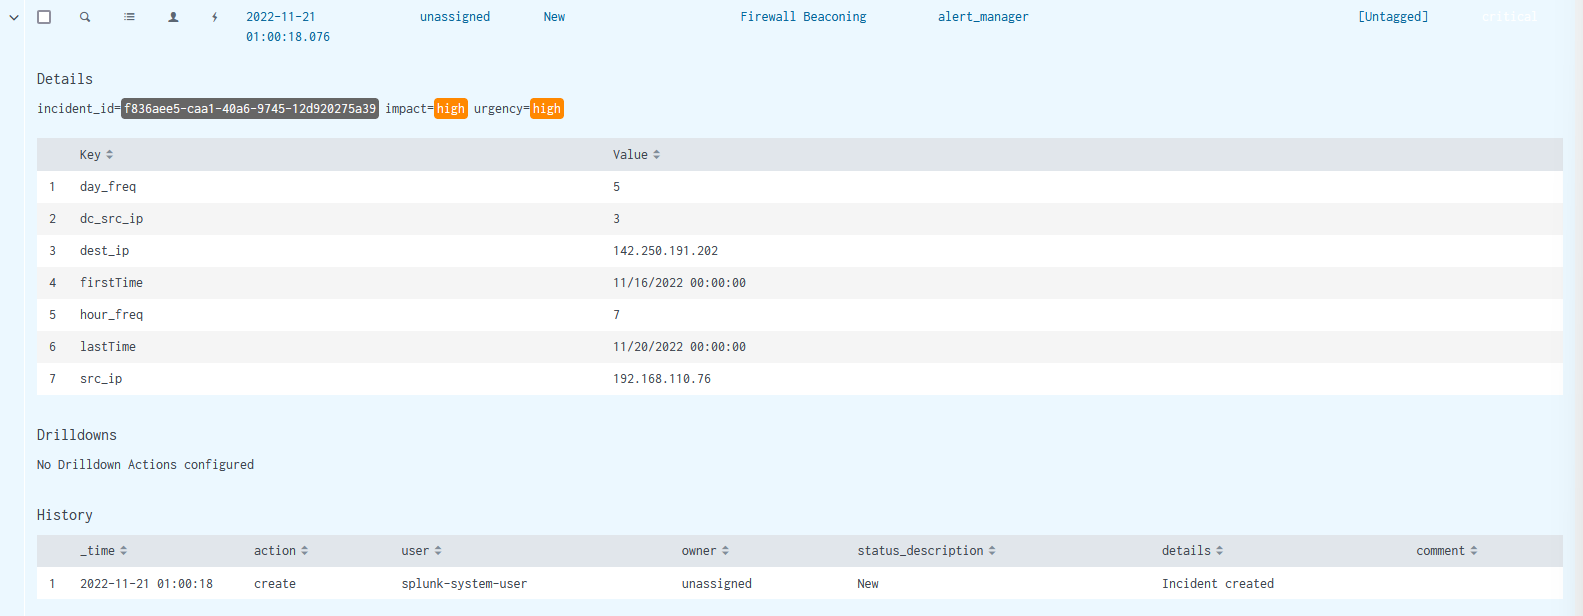 2022-11-21 unassigned New Firewall Beaconing alert_manager [Untagged] critical
01:00:18.076
Details
incident_id=f836aee5-caa1-40a6-9745-12d920275a39 impact=high urgency=high
Key Value
1 day_freq 5
2 dc_src_ip 3
3 dest_ip 142.250.191.202
4 firstTime 11/16/2022 00:00:00
5 hour_freq 7
6 lastTime 11/20/2022 00:00:00
7 src_ip 192.168.110.76
Drilldowns
No Drilldown Actions configured
History
_time action user owner status_description details comment
1 2022-11-21 01:00:18 create splunk-system-user unassigned New Incident created